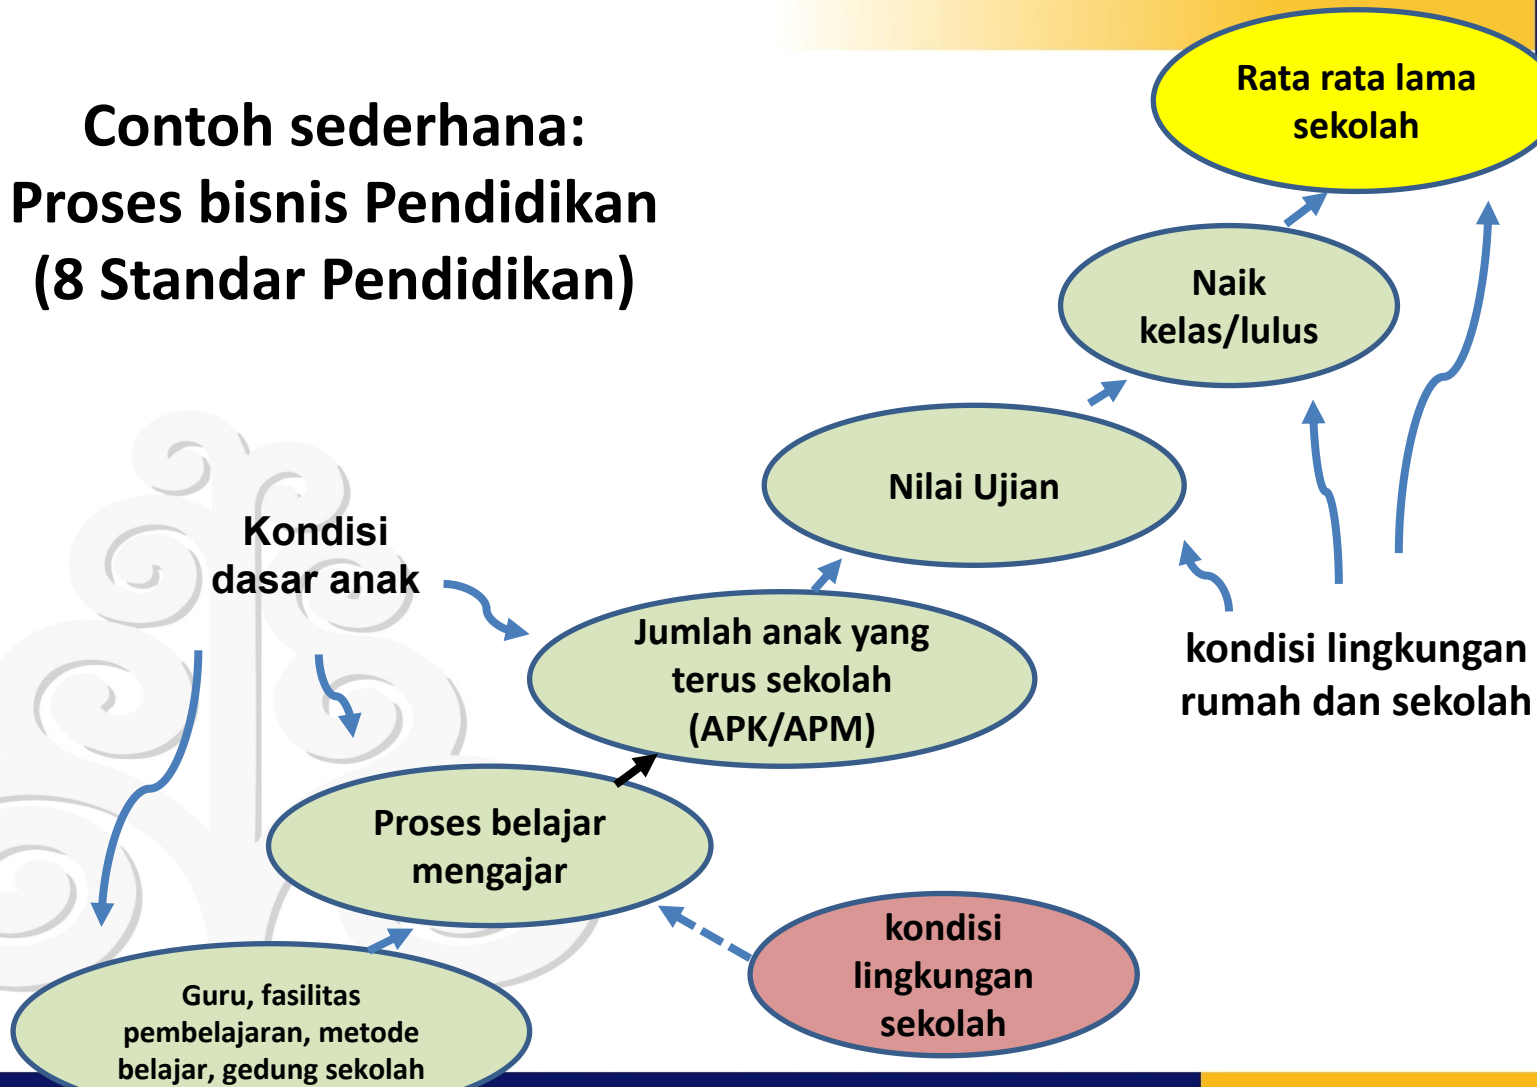 Contoh sederhana:
Proses bisnis Pendidikan
(8 Standar Pendidikan)
Rata rata lama
sekolah
Naik
kelas/lulus
Nilai Ujian
Kondisi
dasar anak
Jumlah anak yang
terus sekolah
(APK/APM)
kondisi lingkungan
rumah dan sekolah
Proses belajar
mengajar
kondisi
lingkungan
sekolah
Guru, fasilitas
pembelajaran, metode
belajar, gedung sekolah